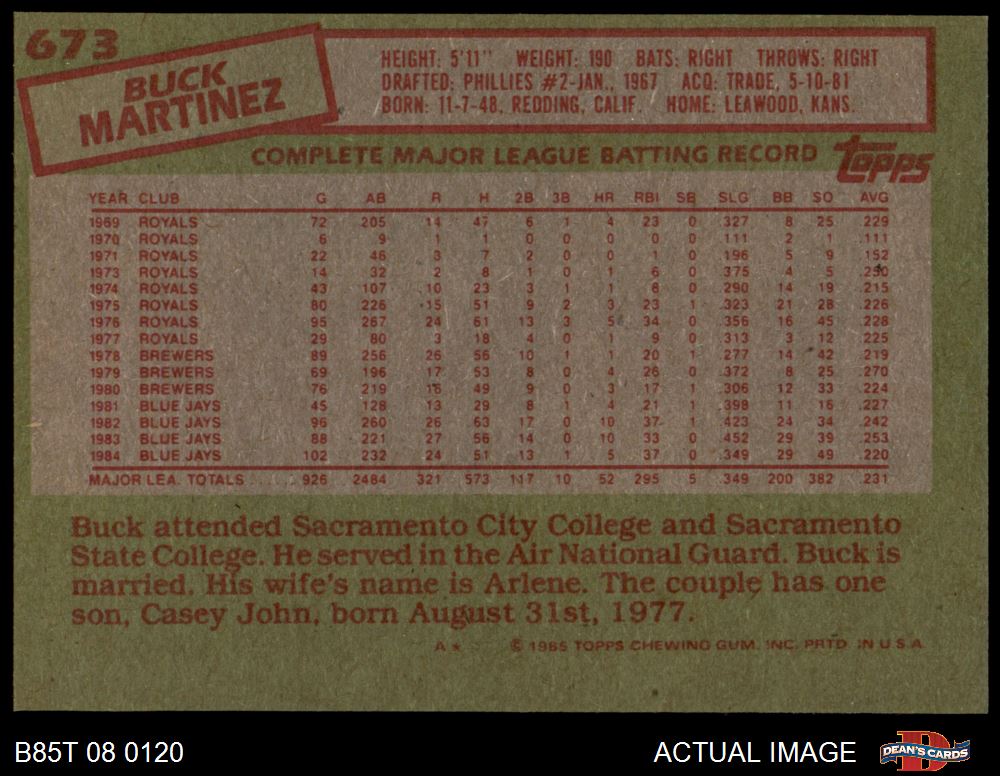 673
BUCK
MARTINEZ
HEIGHT: 5'11" WEIGHT: 190 BATS: RIGHT THROWS: RIGHT
DRAFTED: PHILLIES #2-JAN., 1967 ACQ: TRADE, 5-10-81
BORN: 11-7-48, REDDING, CALIF. HOME: LEAWOOD, KANS.
COMPLETE MAJOR LEAGUE BATTING RECORD topps
YEAR CLUB G AB R H 2B 3B HR RBI SB SLG BB SO AVG
1969 ROYALS 72 205 14 47 6 1 4 23 0 .327 8 25 .229
1970 ROYALS 6 9 1 1 0 0 0 0 0 .111 2 1 .111
1971 ROYALS 22 46 3 7 2 0 0 1 0 .196 5 9 .152
1973 ROYALS 14 32 2 8 1 0 1 6 0 .375 4 5 .250
1974 ROYALS 43 107 10 23 3 1 1 8 0 .290 14 19 .215
1975 ROYALS 80 226 15 51 9 2 3 23 1 .323 21 28 .226
1976 ROYALS 95 267 24 61 13 3 5 34 0 .356 16 45 .228
1977 ROYALS 29 80 3 18 4 0 1 9 0 .313 3 12 .225
1978 BREWERS 89 256 26 56 10 1 1 20 1 .277 14 42 .219
1979 BREWERS 69 196 17 53 8 0 4 26 0 .372 8 25 .270
1980 BREWERS 76 219 16 49 9 0 3 17 1 .306 12 33 .224
1981 BLUE JAYS 45 128 13 29 8 1 4 21 1 .398 11 16 .227
1982 BLUE JAYS 96 260 26 63 17 0 10 37 1 .423 24 34 .242
1983 BLUE JAYS 88 221 27 56 14 0 10 33 0 .452 29 39 .253
1984 BLUE JAYS 102 232 24 51 13 1 5 37 0 .349 29 49 .220
MAJOR LEA. TOTALS ..... 926 2484 321 573 117 10 52 295 5 .349 200 382 .231
Buck attended Sacramento City College and Sacramento
State College. He served in the Air National Guard. Buck is
married. His wife's name is Arlene. The couple has one
son, Casey John, born August 31st, 1977.
A* © 1985 TOPPS CHEWING GUM, INC. PRTD. IN U.S.A.
B85T 08 0120 ACTUAL IMAGE DEAN'S CARDS